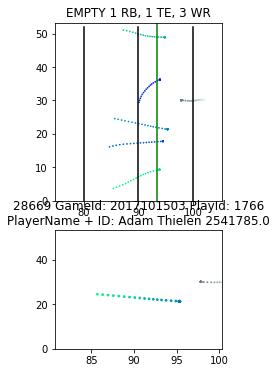 EMPTY 1 RB, 1 TE, 3 WR
50
40
30
20
10
0
80 90 100
28669 GameId: 2017101503 PlayId: 1766
PlayerName + ID: Adam Thielen 2541785.0
40
20
0
85 90 95 100